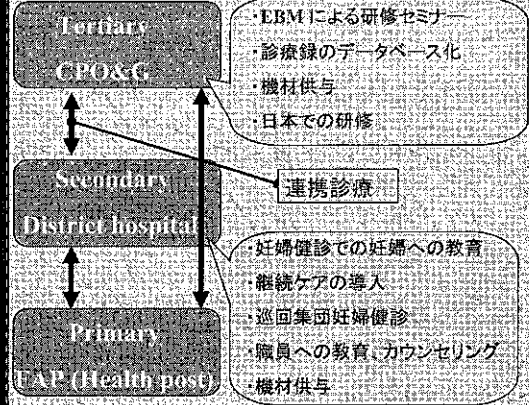 Tertiary
CPO&G
・EBMによる研修セミナー
・診療録のデータベース化
・機材供与
・日本での研修
連携診療
Secondary
District hospital
・妊婦健診での妊婦への教育
・継続ケアの導入
・巡回集団妊婦健診
・職員への教育、カウンセリング
・機材供与
Primary
FAP (Health post)